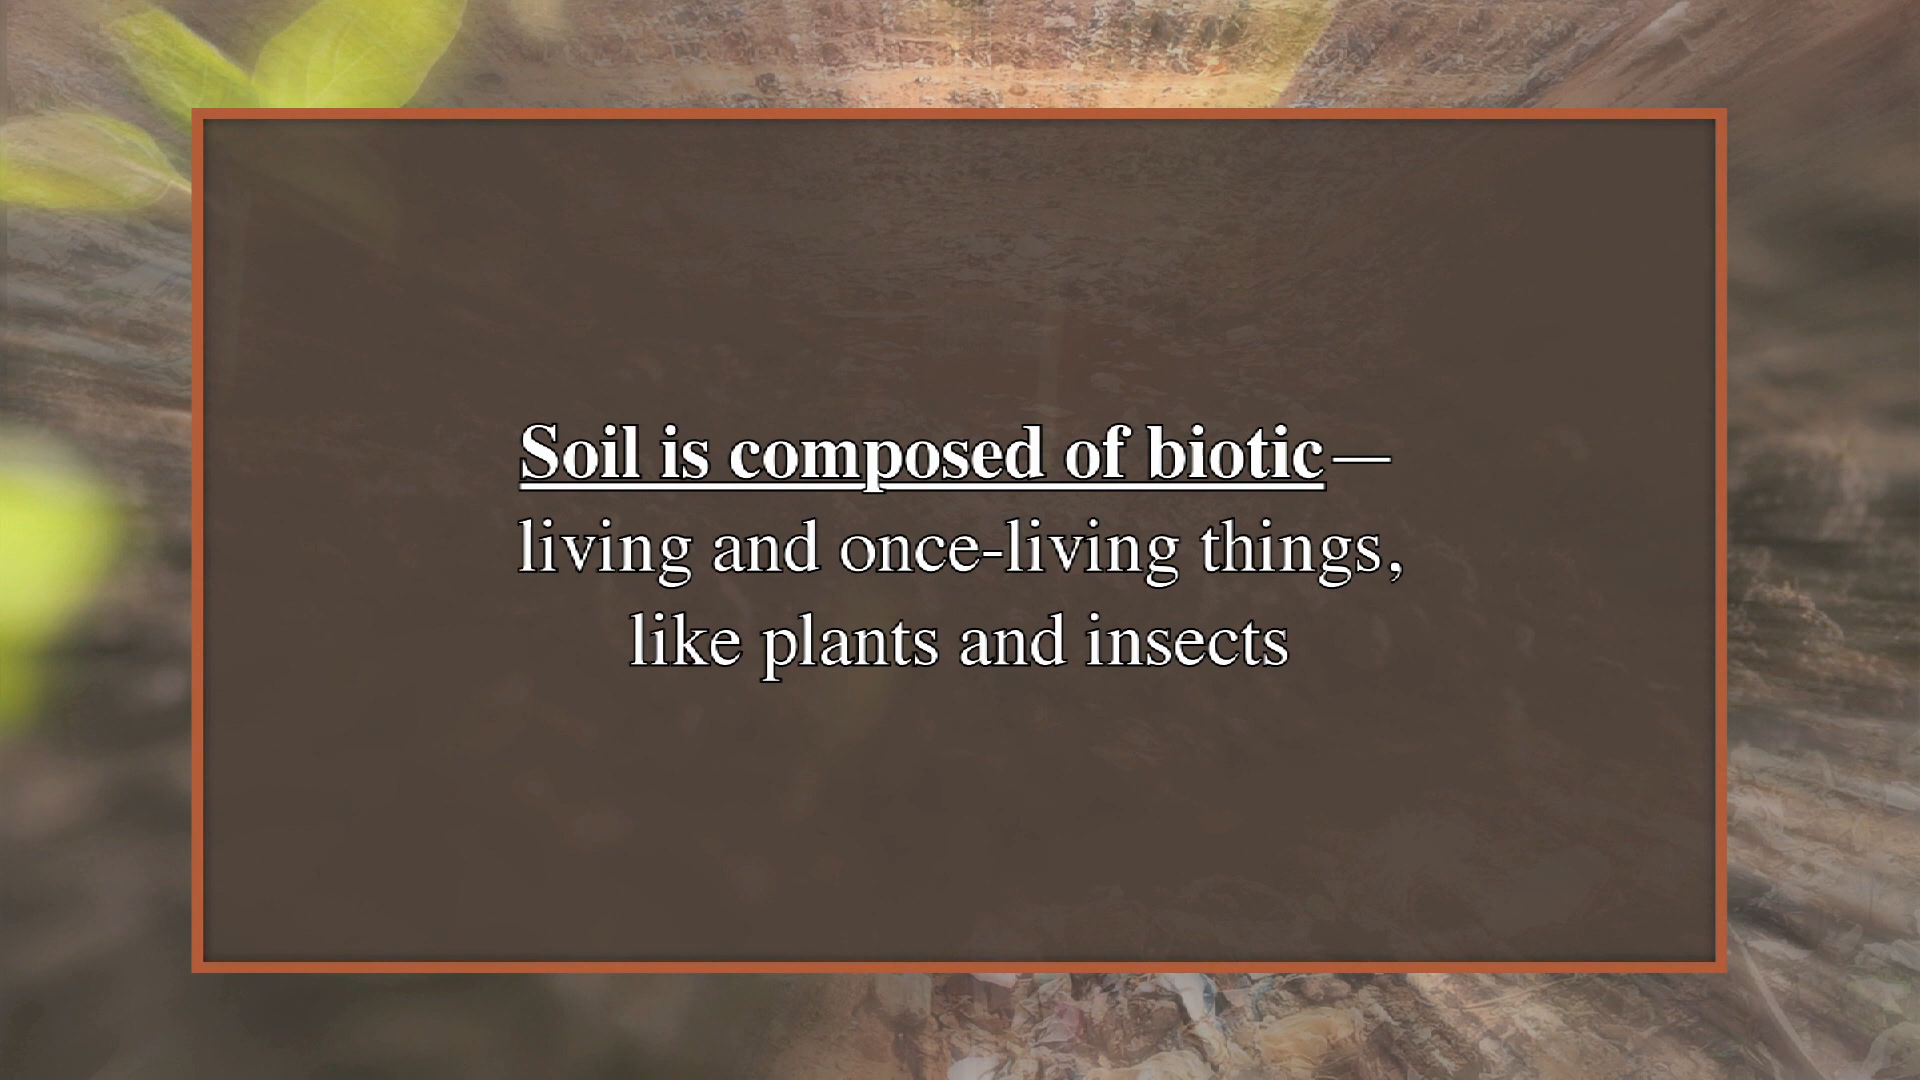 Soil is composed of biotic—
living and once-living things,
like plants and insects